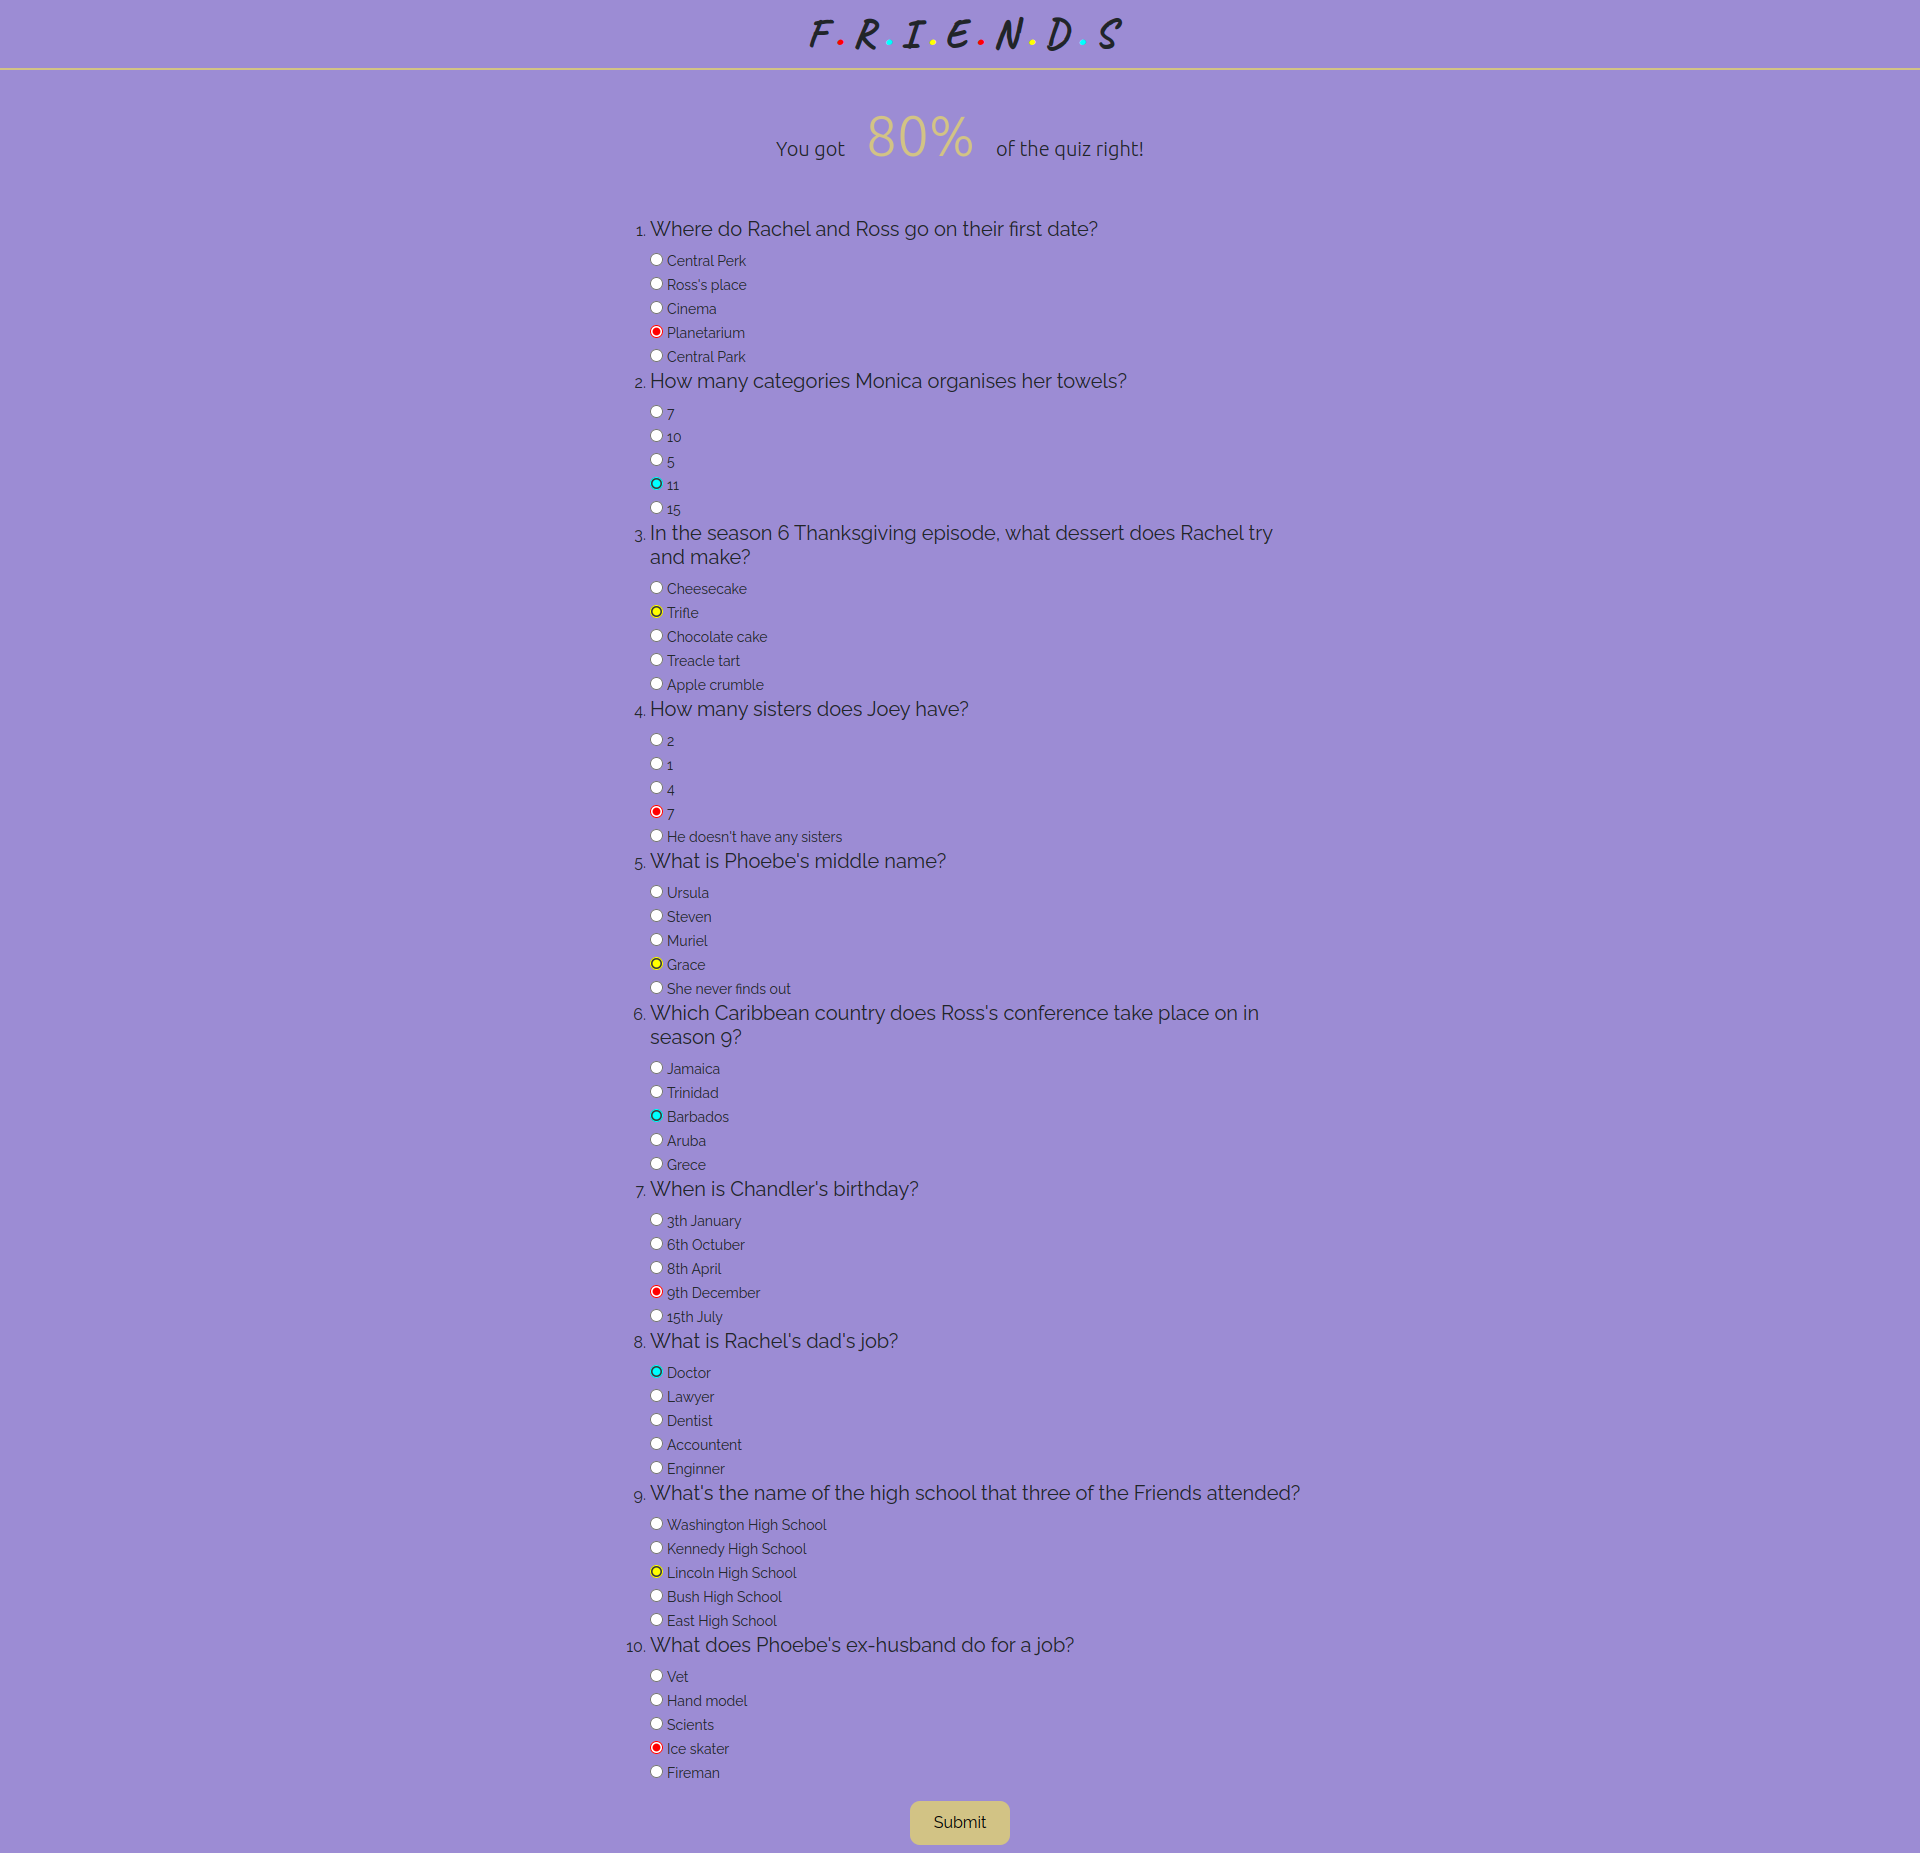 F.R.I.E.N.D.S
You got 80% of the quiz right!
1. Where do Rachel and Ross go on their first date?
Central Perk
Ross's place
Cinema
Planetarium
Central Park
2. How many categories Monica organises her towels?
7
10
5
11
15
3. In the season 6 Thanksgiving episode, what dessert does Rachel try
and make?
Cheesecake
Trifle
Chocolate cake
Treacle tart
Apple crumble
4. How many sisters does Joey have?
2
1
4
7
He doesn't have any sisters
5. What is Phoebe's middle name?
Ursula
Steven
Muriel
Grace
She never finds out
6. Which Caribbean country does Ross's conference take place on in
season 9?
Jamaica
Trinidad
Barbados
Aruba
Grece
7. When is Chandler's birthday?
3th January
6th Octuber
8th April
9th December
15th July
8. What is Rachel's dad's job?
Doctor
Lawyer
Dentist
Accountent
Enginner
9. What's the name of the high school that three of the Friends attended?
Washington High School
Kennedy High School
Lincoln High School
Bush High School
East High School
10. What does Phoebe's ex-husband do for a job?
Vet
Hand model
Scients
Ice skater
Fireman
Submit